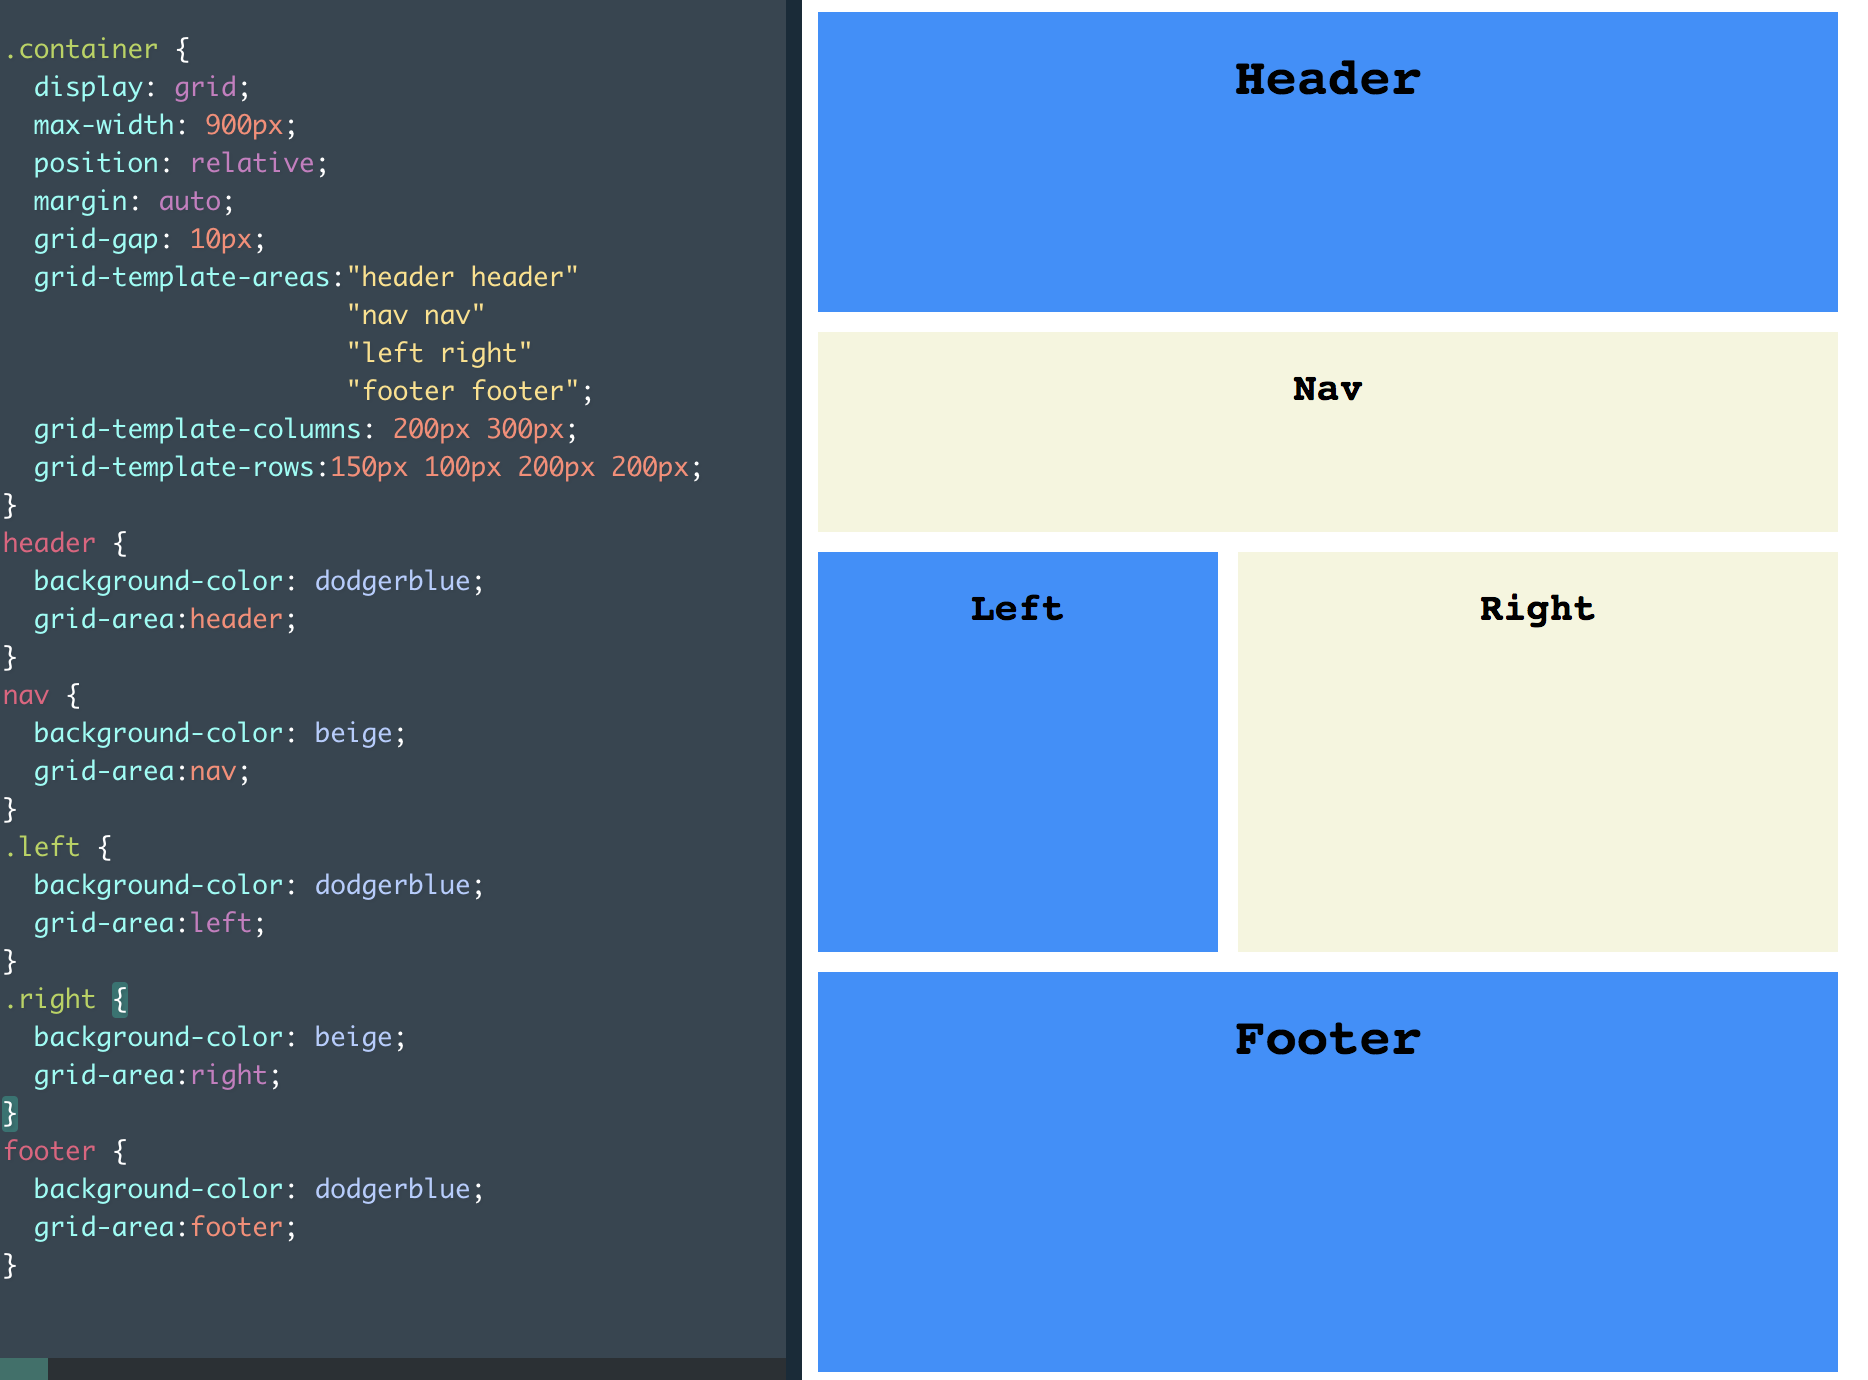 .container {
  display: grid;
  max-width: 900px;
  position: relative;
  margin: auto;
  grid-gap: 10px;
  grid-template-areas:"header header"
                      "nav nav"
                      "left right"
                      "footer footer";
  grid-template-columns: 200px 300px;
  grid-template-rows:150px 100px 200px 200px;
}
header {
  background-color: dodgerblue;
  grid-area:header;
}
nav {
  background-color: beige;
  grid-area:nav;
}
.left {
  background-color: dodgerblue;
  grid-area:left;
}
.right {
  background-color: beige;
  grid-area:right;
}
footer {
  background-color: dodgerblue;
  grid-area:footer;
}
Header
Nav
Left
Right
Footer